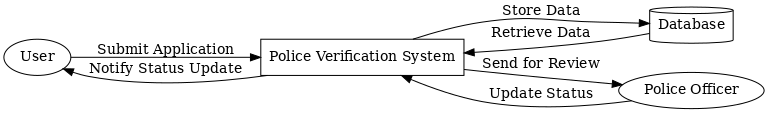 User
Submit Application
Notify Status Update
Police Verification System
Store Data
Retrieve Data
Send for Review
Update Status
Database
Police Officer